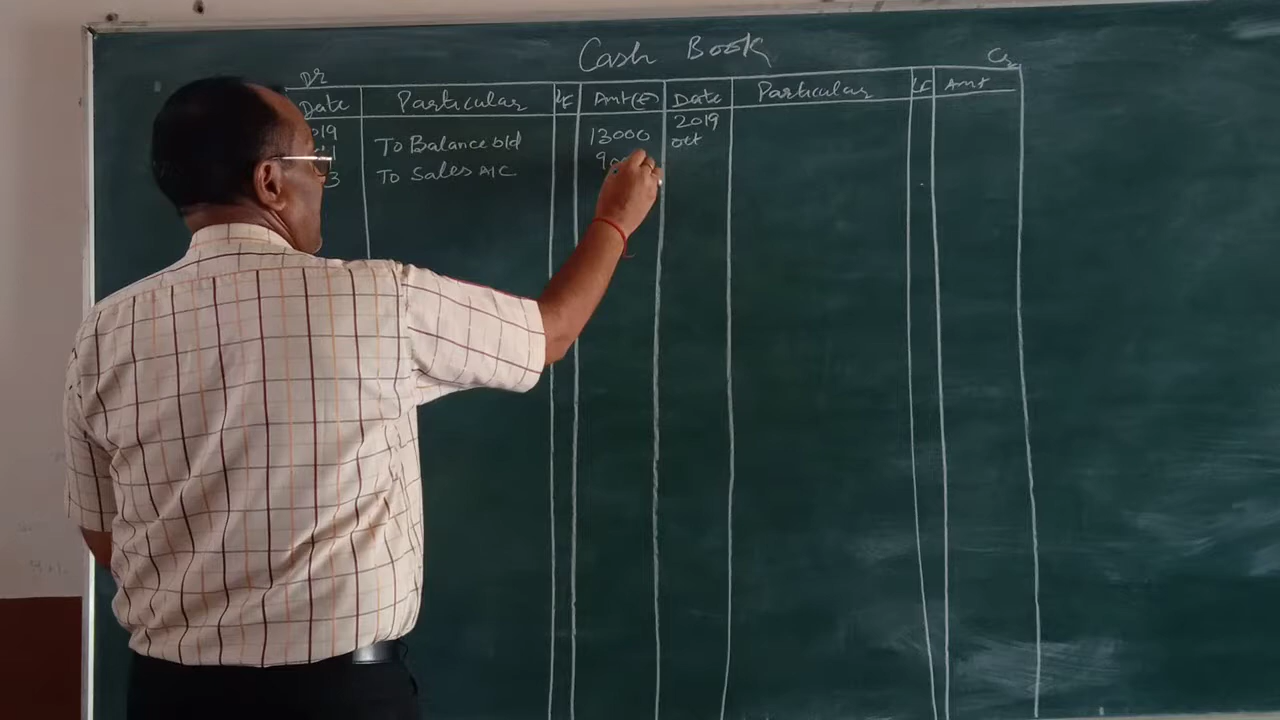 Cash Book
Dr Cr
Date Particular LF Amt(₹) Date Particular LF Amt
2019
To Balance b/d 13000 Oct
3 To Sales A/C